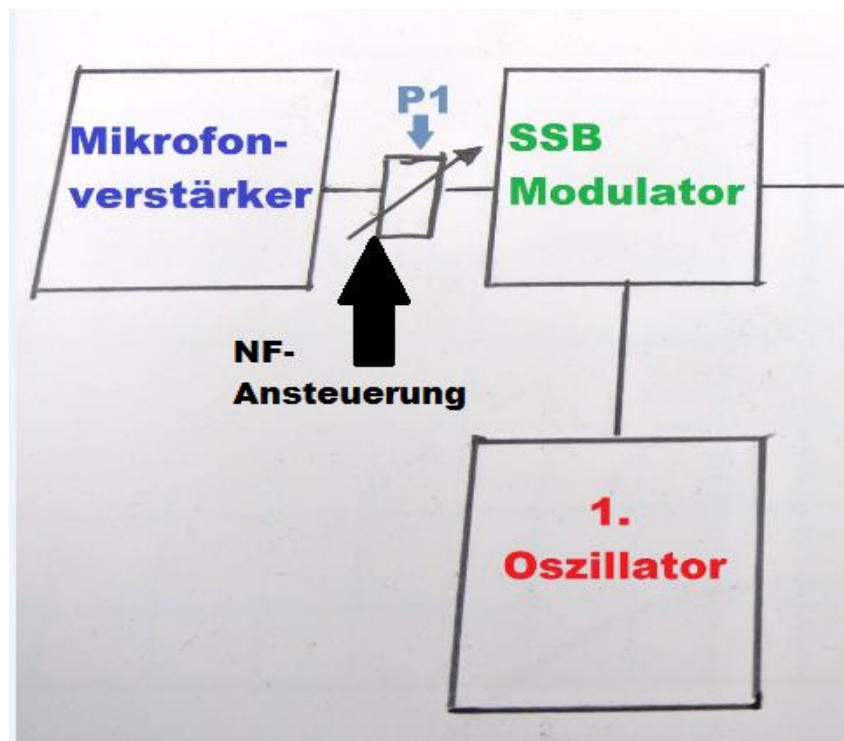 Mikrofon-
verstärker
P1
SSB
Modulator
NF-
Ansteuerung
1.
Oszillator